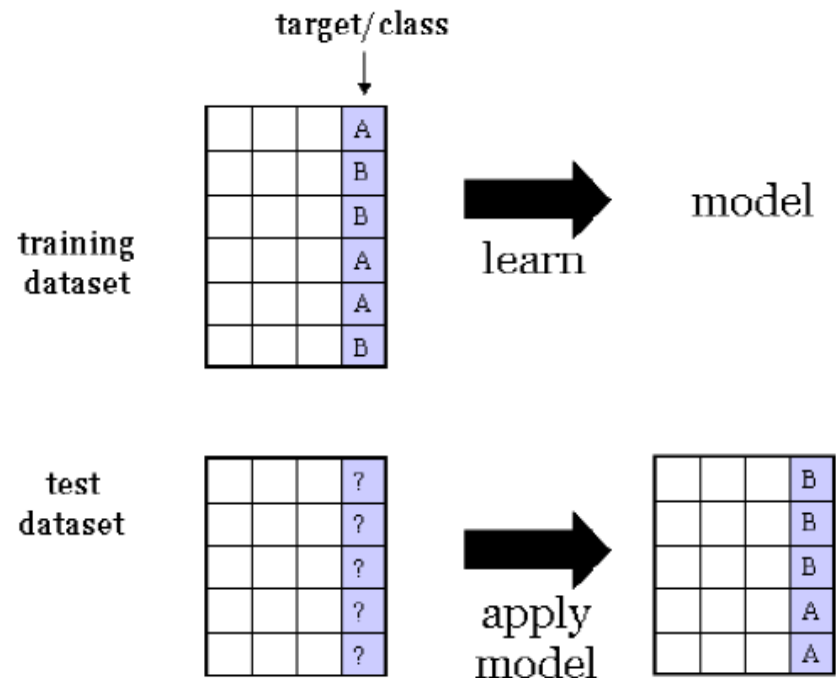 target/class
A
B
B
A
A
B
training
dataset
learn
model
test
dataset
?
?
?
?
?
apply
model
B
B
B
A
A